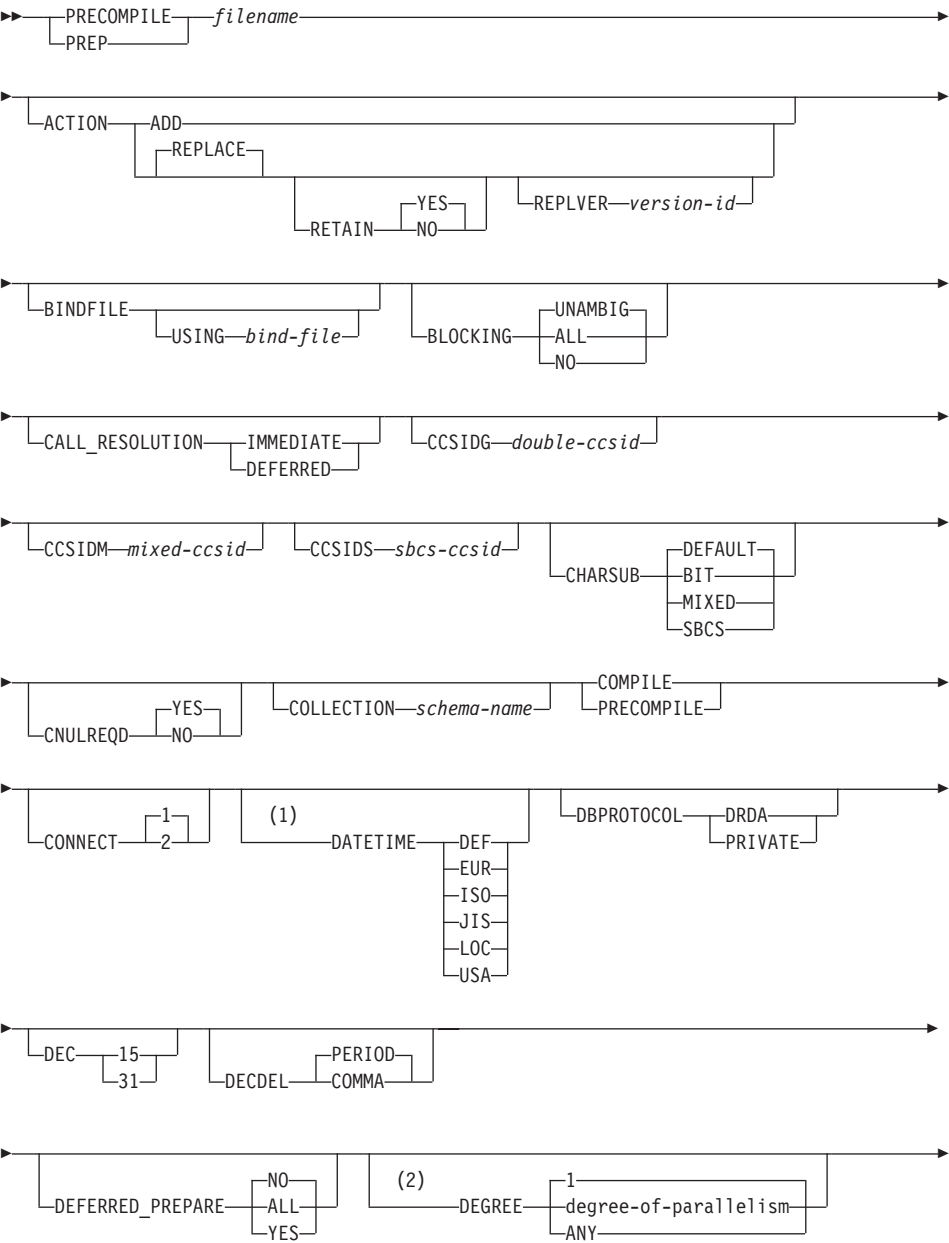 PRECOMPILE filename
PREP
ACTION ADD
REPLACE
YES REPLVER version-id
RETAIN NO
BINDFILE UNAMBIG
USING bind-file BLOCKING ALL
NO
CALL_RESOLUTION IMMEDIATE CCSIDG double-ccsid
DEFERRED
CCSIDM mixed-ccsid CCSIDS sbcs-ccsid DEFAULT
CHARSUB BIT
MIXED
SBCS
COMPILE
YES COLLECTION schema-name PRECOMPILE
CNULREQD NO
1 (1) DBPROTOCOL DRDA
CONNECT 2 DATETIME DEF PRIVATE
EUR
ISO
JIS
LOC
USA
DEC 15 PERIOD
31 DECDEL COMMA
NO (2) 1
DEFERRED_PREPARE ALL DEGREE degree-of-parallelism
YES ANY